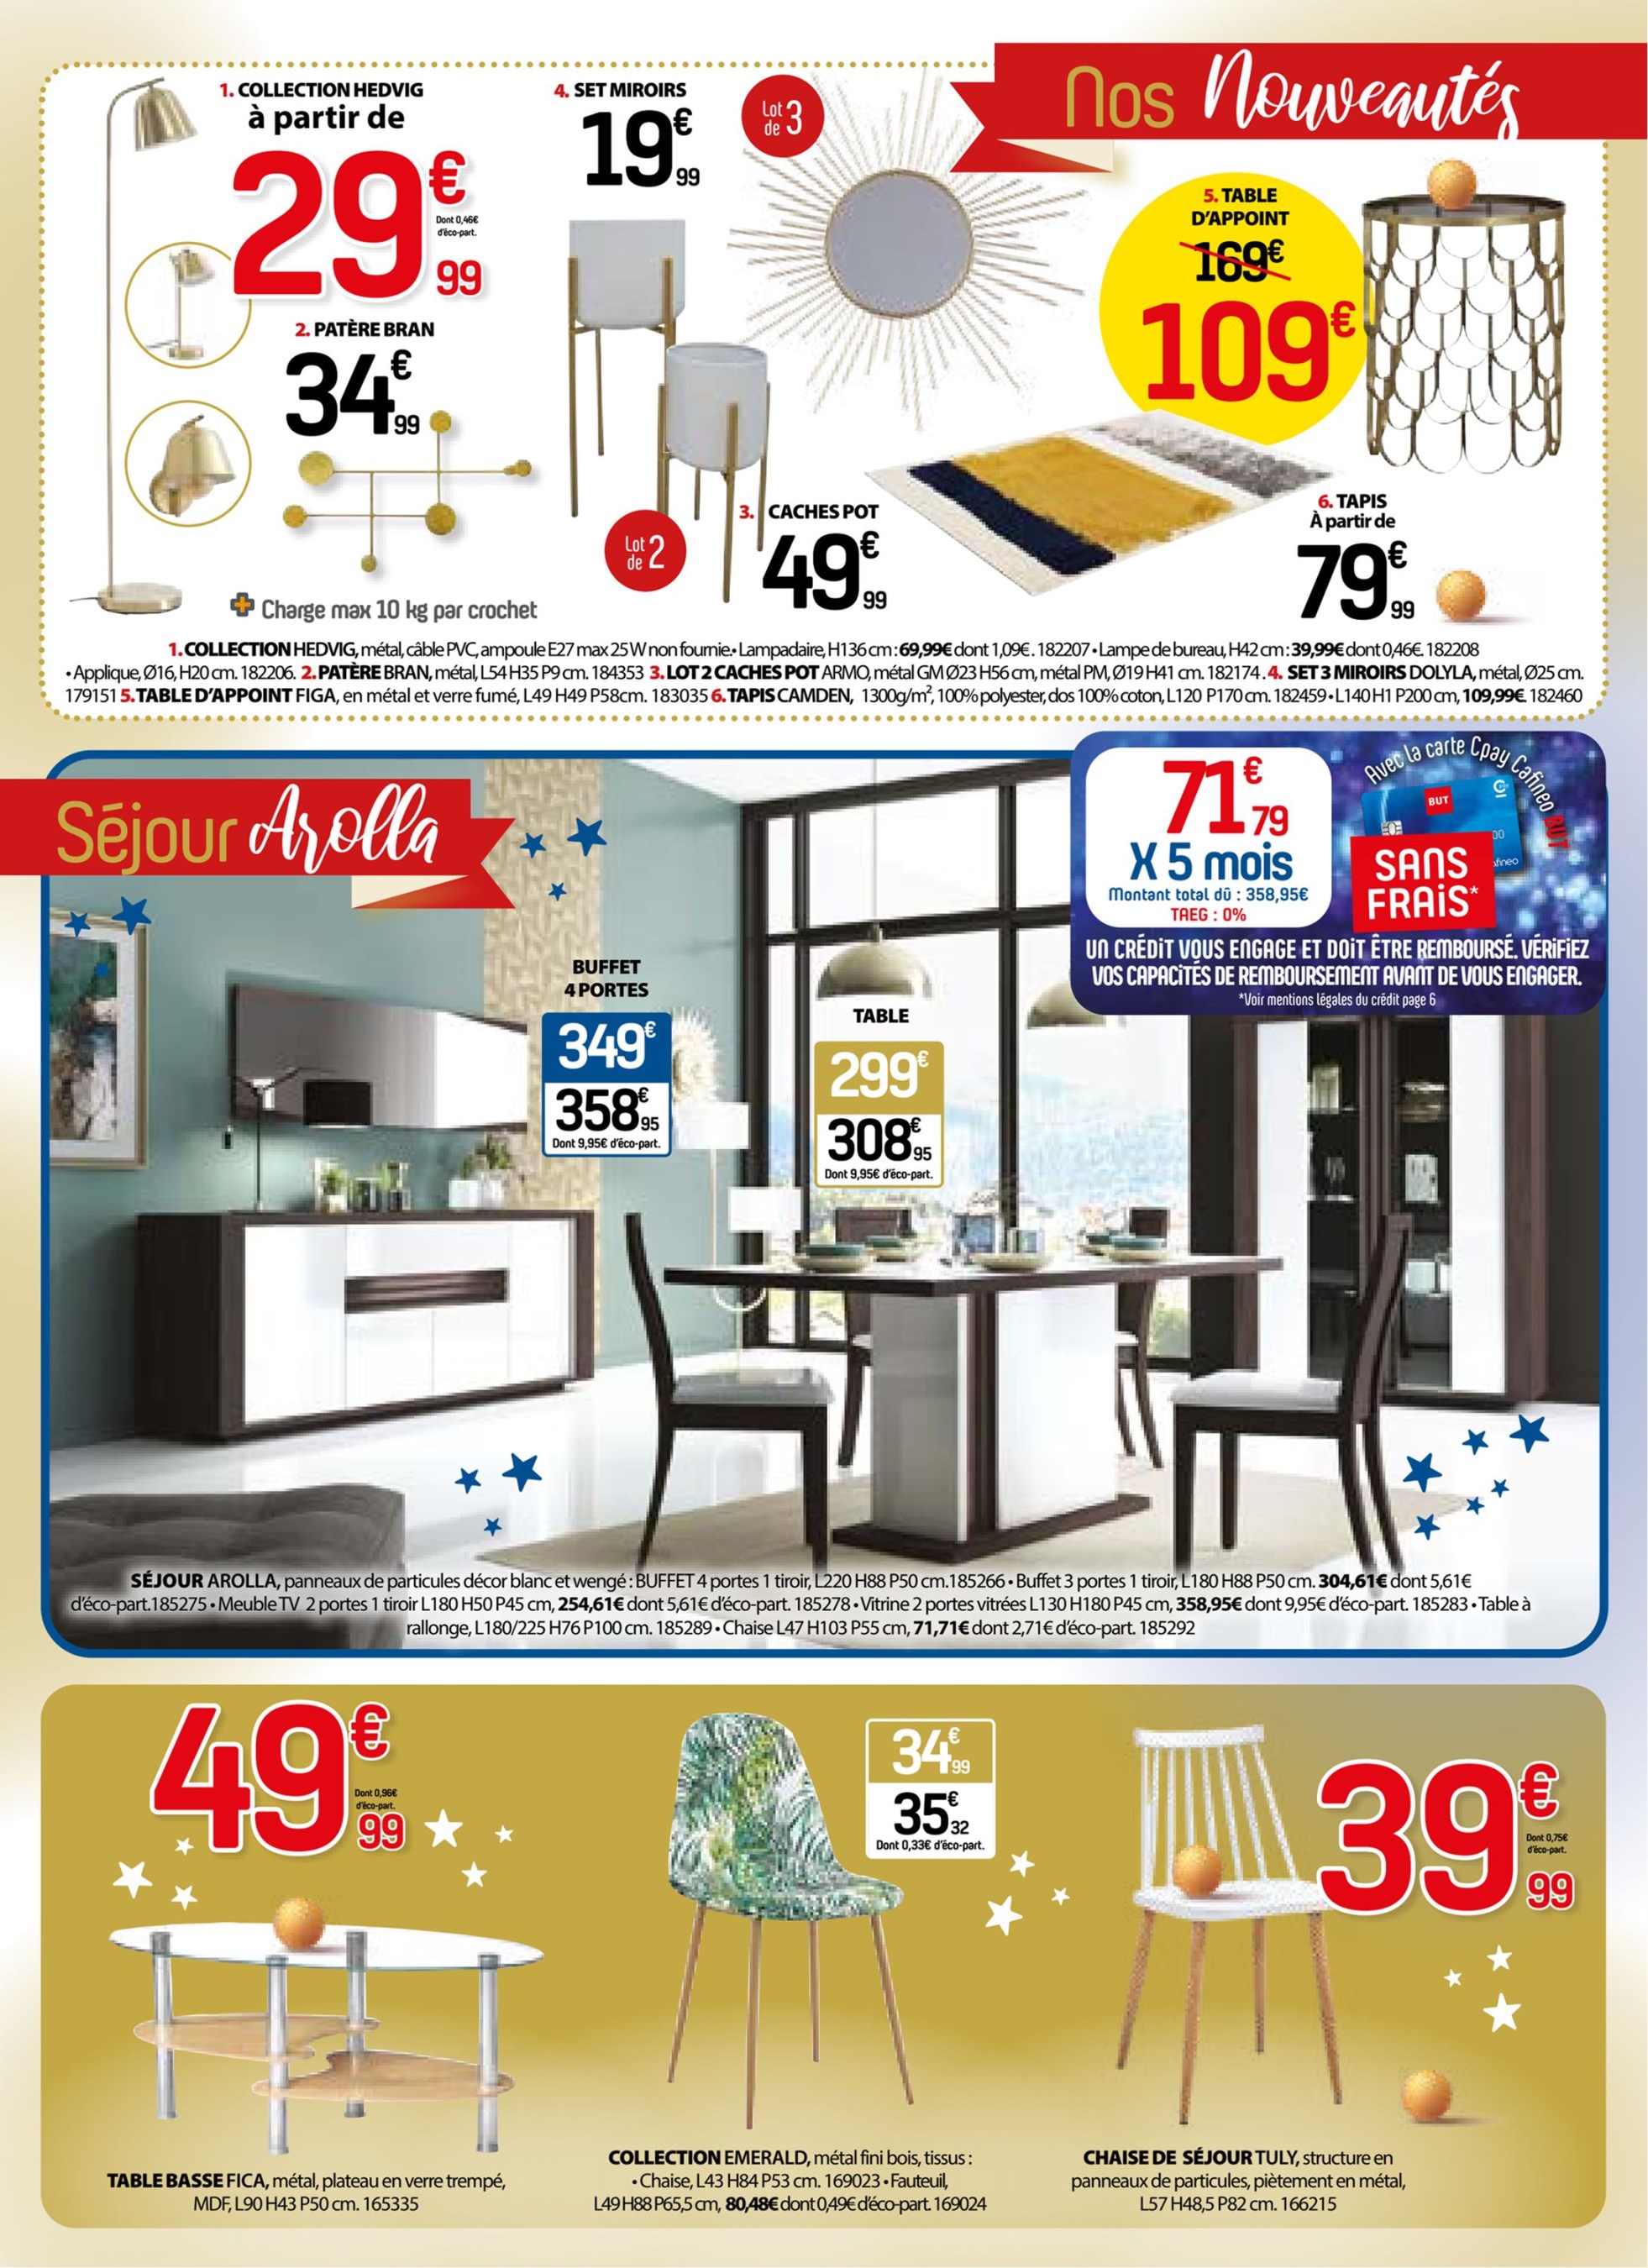 Nos Nouveautés
1. COLLECTION HEDVIG
à partir de
29€99
Dont 0,46€
d'éco-part.
2. PATÈRE BRAN
34€99
Charge max 10 kg par crochet
4. SET MIROIRS
19€99
Lot
de 3
Lot
de 2
3. CACHES POT
49€99
5. TABLE
D'APPOINT
169€
109€
6. TAPIS
À partir de
79€99
1. COLLECTION HEDVIG, métal, câble PVC, ampoule E27 max 25 W non fournie.• Lampadaire, H136 cm : 69,99€ dont 1,09€. 182207 • Lampe de bureau, H42 cm : 39,99€ dont 0,46€. 182208
• Applique, Ø16, H20 cm. 182206. 2. PATÈRE BRAN, métal, L54 H35 P9 cm. 184353 3. LOT 2 CACHES POT ARMO, métal GM Ø23 H56 cm, métal PM, Ø19 H41 cm. 182174. 4. SET 3 MIROIRS DOLYLA, métal, Ø25 cm.
179151 5. TABLE D'APPOINT FIGA, en métal et verre fumé, L49 H49 P58cm. 183035 6. TAPIS CAMDEN, 1300g/m², 100% polyester, dos 100% coton, L120 P170 cm. 182459 • L140 H1 P200 cm, 109,99€. 182460
Séjour Arolla
71€79
X 5 mois
Montant total dû : 358,95€
TAEG : 0%
Avec la carte Cpay Cafineo BUT
BUT
SANS
FRAIS*
UN CRÉDIT VOUS ENGAGE ET DOIT ÊTRE REMBOURSÉ. VÉRIFIEZ
VOS CAPACITÉS DE REMBOURSEMENT AVANT DE VOUS ENGAGER.
*Voir mentions légales du crédit page 6
BUFFET
4 PORTES
349€
358€95
Dont 9,95€ d'éco-part.
TABLE
299€
308€95
Dont 9,95€ d'éco-part.
SÉJOUR AROLLA, panneaux de particules décor blanc et wengé : BUFFET 4 portes 1 tiroir, L220 H88 P50 cm.185266 • Buffet 3 portes 1 tiroir, L180 H88 P50 cm. 304,61€ dont 5,61€
d'éco-part.185275 • Meuble TV 2 portes 1 tiroir L180 H50 P45 cm, 254,61€ dont 5,61€ d'éco-part. 185278 • Vitrine 2 portes vitrées L130 H180 P45 cm, 358,95€ dont 9,95€ d'éco-part. 185283 • Table à
rallonge, L180/225 H76 P100 cm. 185289 • Chaise L47 H103 P55 cm, 71,71€ dont 2,71€ d'éco-part. 185292
49€99
Dont 0,96€
d'éco-part.
TABLE BASSE FICA, métal, plateau en verre trempé,
MDF, L90 H43 P50 cm. 165335
34€99
35€32
Dont 0,33€ d'éco-part.
COLLECTION EMERALD, métal fini bois, tissus :
• Chaise, L43 H84 P53 cm. 169023 • Fauteuil,
L49 H88 P65,5 cm, 80,48€ dont 0,49€ d'éco-part. 169024
39€99
Dont 0,75€
d'éco-part.
CHAISE DE SÉJOUR TULY, structure en
panneaux de particules, piètement en métal,
L57 H48,5 P82 cm. 166215